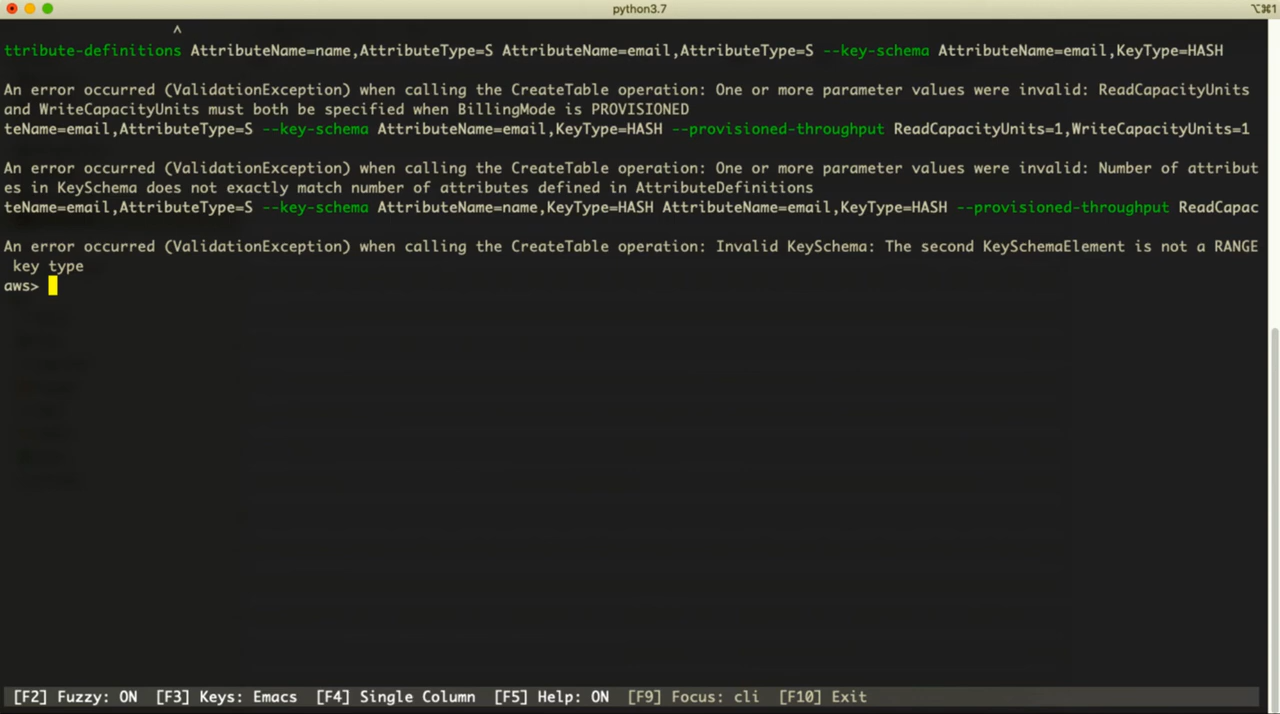 python3.7
⌥⌘1
^
ttribute-definitions AttributeName=name,AttributeType=S AttributeName=email,AttributeType=S --key-schema AttributeName=email,KeyType=HASH
An error occurred (ValidationException) when calling the CreateTable operation: One or more parameter values were invalid: ReadCapacityUnits
and WriteCapacityUnits must both be specified when BillingMode is PROVISIONED
teName=email,AttributeType=S --key-schema AttributeName=email,KeyType=HASH --provisioned-throughput ReadCapacityUnits=1,WriteCapacityUnits=1
An error occurred (ValidationException) when calling the CreateTable operation: One or more parameter values were invalid: Number of attribut
es in KeySchema does not exactly match number of attributes defined in AttributeDefinitions
teName=email,AttributeType=S --key-schema AttributeName=name,KeyType=HASH AttributeName=email,KeyType=HASH --provisioned-throughput ReadCapac
An error occurred (ValidationException) when calling the CreateTable operation: Invalid KeySchema: The second KeySchemaElement is not a RANGE
key type
aws>
[F2] Fuzzy: ON [F3] Keys: Emacs [F4] Single Column [F5] Help: ON [F9] Focus: cli [F10] Exit